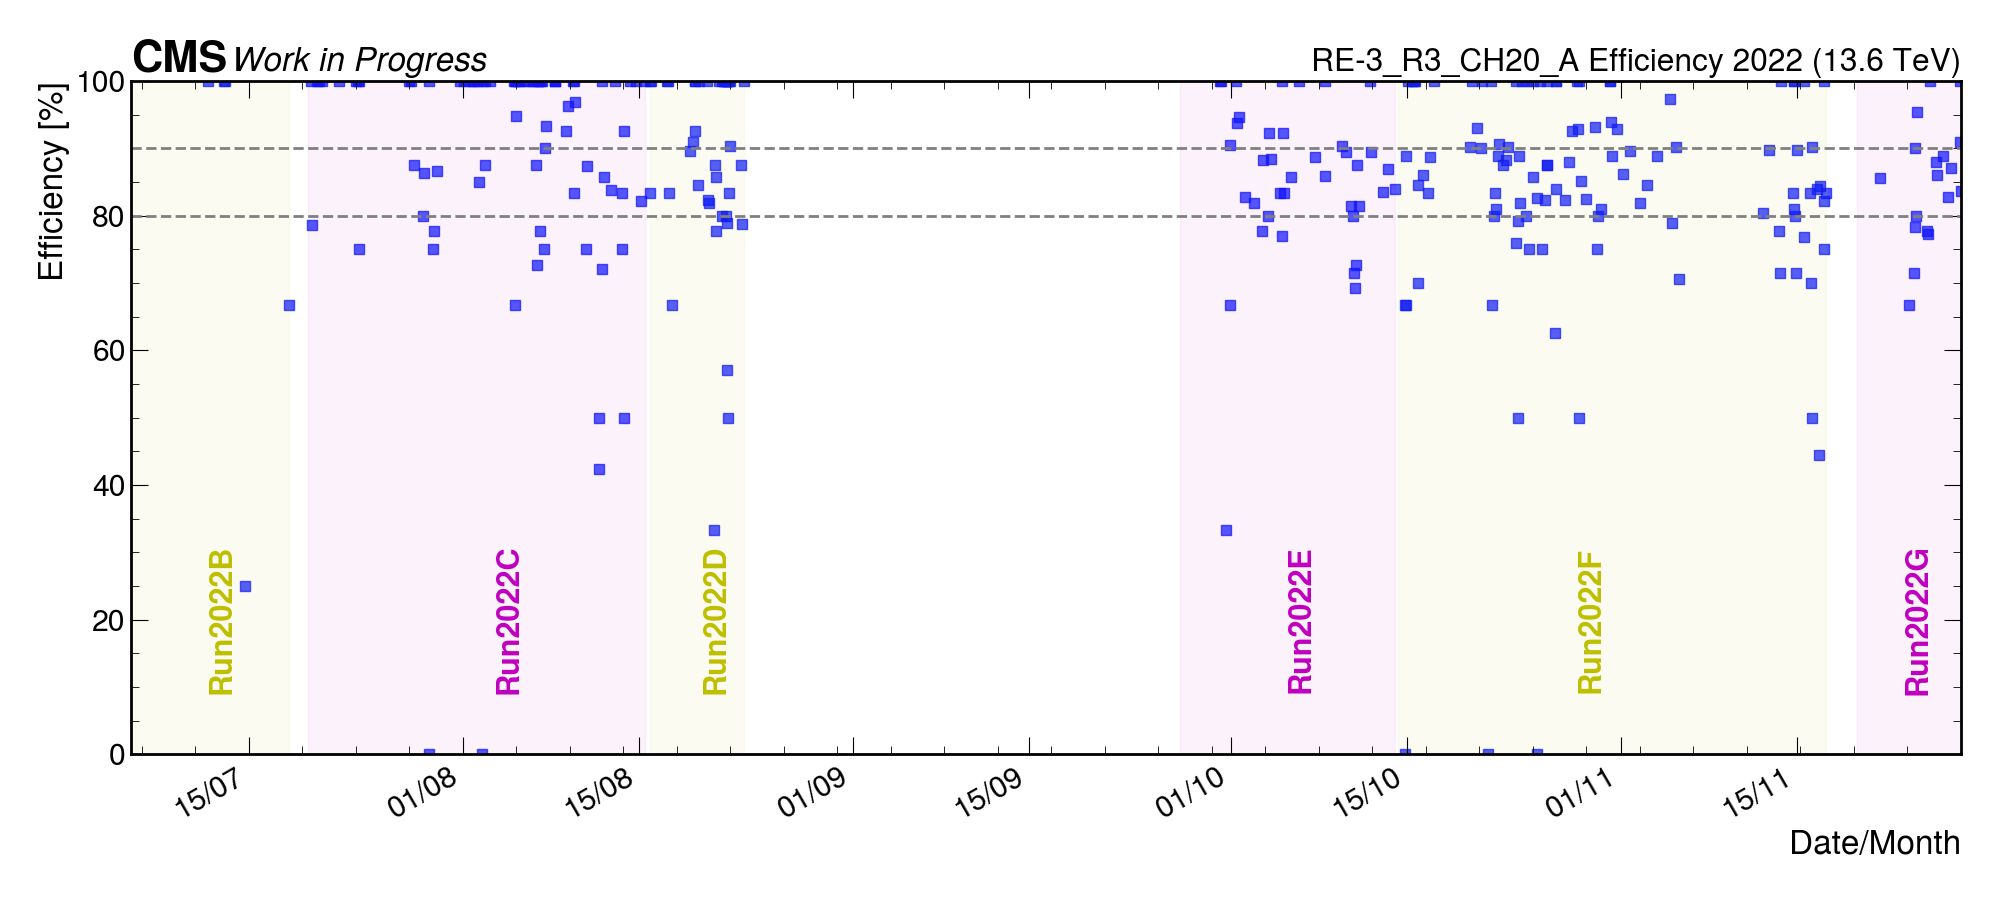 CMS Work in Progress
RE-3_R3_CH20_A Efficiency 2022 (13.6 TeV)
Efficiency [%]
100
80
60
40
20
0
Run2022B
Run2022C
Run2022D
Run2022E
Run2022F
Run2022G
15/07
01/08
15/08
01/09
15/09
01/10
15/10
01/11
15/11
Date/Month